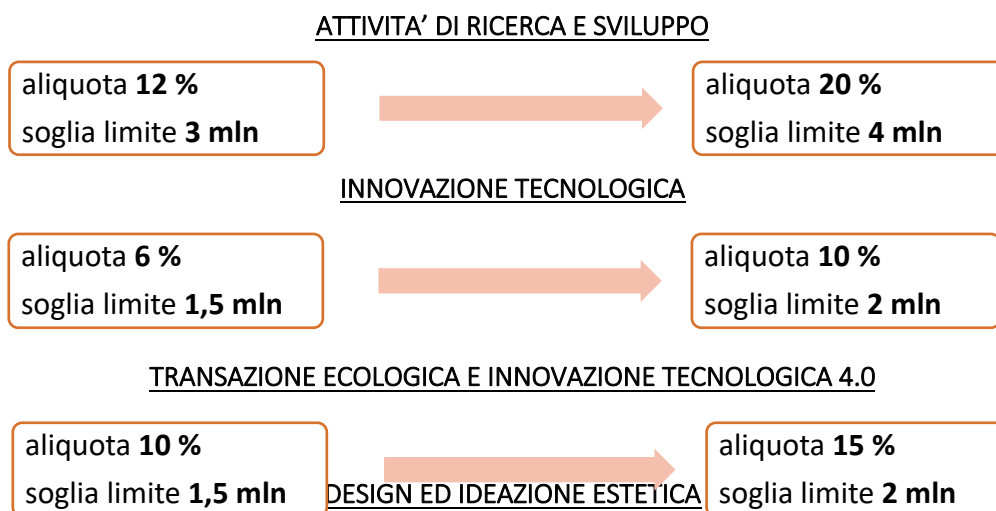 ATTIVITA’ DI RICERCA E SVILUPPO
aliquota 12 %
soglia limite 3 mln
aliquota 20 %
soglia limite 4 mln
INNOVAZIONE TECNOLOGICA
aliquota 6 %
soglia limite 1,5 mln
aliquota 10 %
soglia limite 2 mln
TRANSAZIONE ECOLOGICA E INNOVAZIONE TECNOLOGICA 4.0
aliquota 10 %
soglia limite 1,5 mln
aliquota 15 %
soglia limite 2 mln
DESIGN ED IDEAZIONE ESTETICA